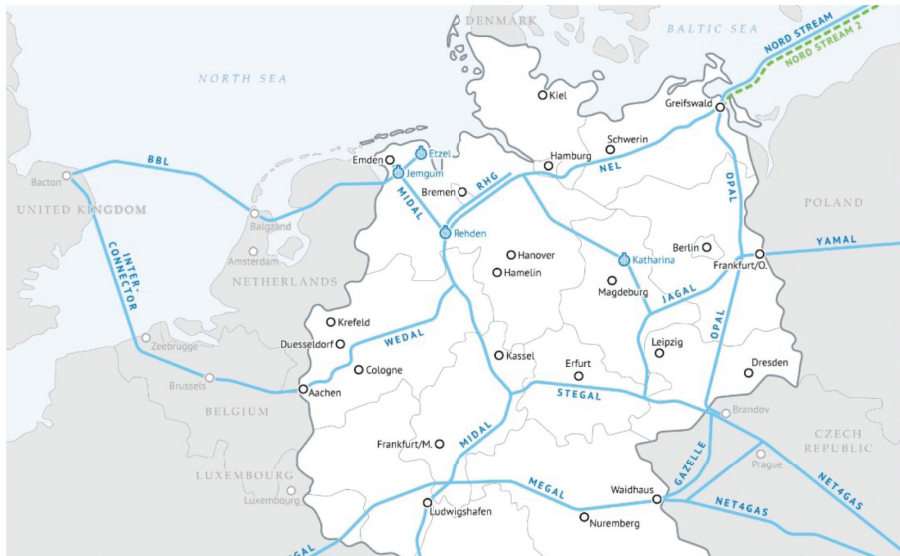 DENMARK
BALTIC SEA
NORD STREAM
NORD STREAM 2
NORTH SEA
Kiel
Greifswald
Schwerin
Hamburg
NEL
Etzel
Emden
Jemgum
BBL
Bacton
UNITED KINGDOM
MIDAL
Bremen
RHG
OPAL
POLAND
Balgzand
Rehden
Amsterdam
Hanover
Hamelin
Katharina
Berlin
Frankfurt/O.
YAMAL
INTER-
CONNECTOR
NETHERLANDS
Magdeburg
JAGAL
Krefeld
Duesseldorf
WEDAL
OPAL
Zeebrugge
Kassel
Leipzig
Cologne
Erfurt
Dresden
Brussels
Aachen
STEGAL
BELGIUM
Brandov
Frankfurt/M.
MIDAL
CZECH
REPUBLIC
GAZELLE
Prague
LUXEMBOURG
Luxembourg
MEGAL
Waidhaus
NET4GAS
NET4GAS
Ludwigshafen
Nuremberg
GAL